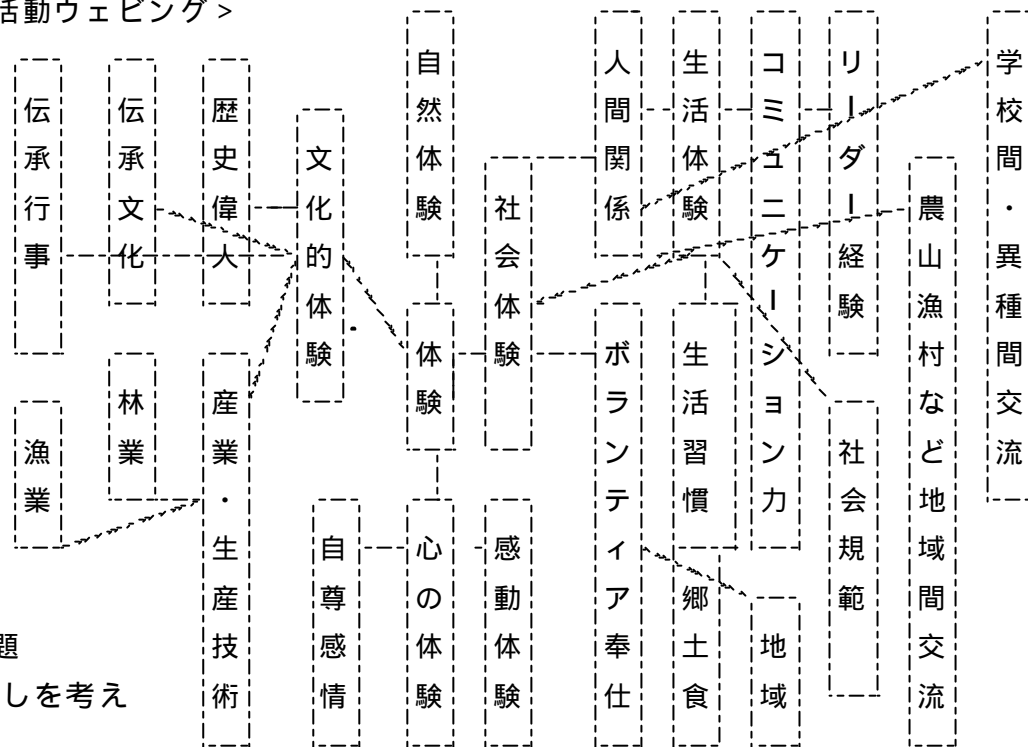 活動ウェビング>
学校間・異種間交流
農山漁村など地域間交流
リーダー経験
社会規範
コミュニケーション力
地域
生活体験
生活習慣
郷土食
人間関係
ボランティア奉仕
社会体験
感動体験
自然体験
体験
心の体験
文化的体験
自尊感情
歴史偉人
産業・生産技術
伝承文化
林業
伝承行事
漁業
題
しを考え